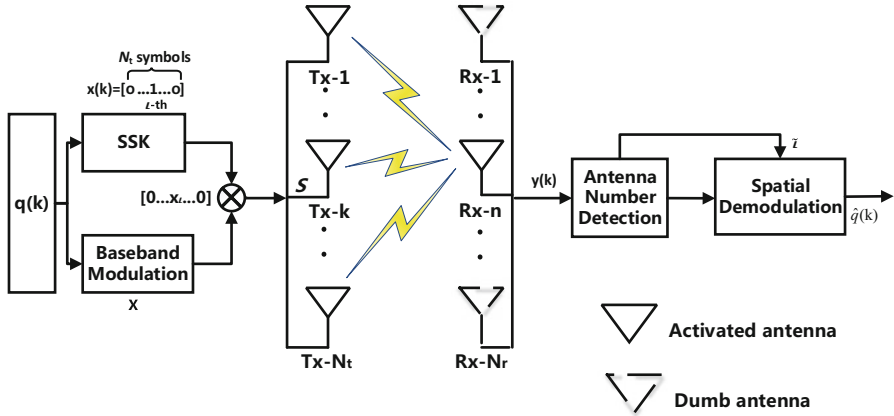 Nt symbols
x(k)=[o ...1...o]
ι-th
q(k)
SSK
[0...xι...0]
Baseband
Modulation
X
S
Tx-1
Tx-k
Tx-Nt
Rx-1
Rx-n
Rx-Nr
y(k)
Antenna
Number
Detection
ῖ
Spatial
Demodulation
q̂(k)
Activated antenna
Dumb antenna